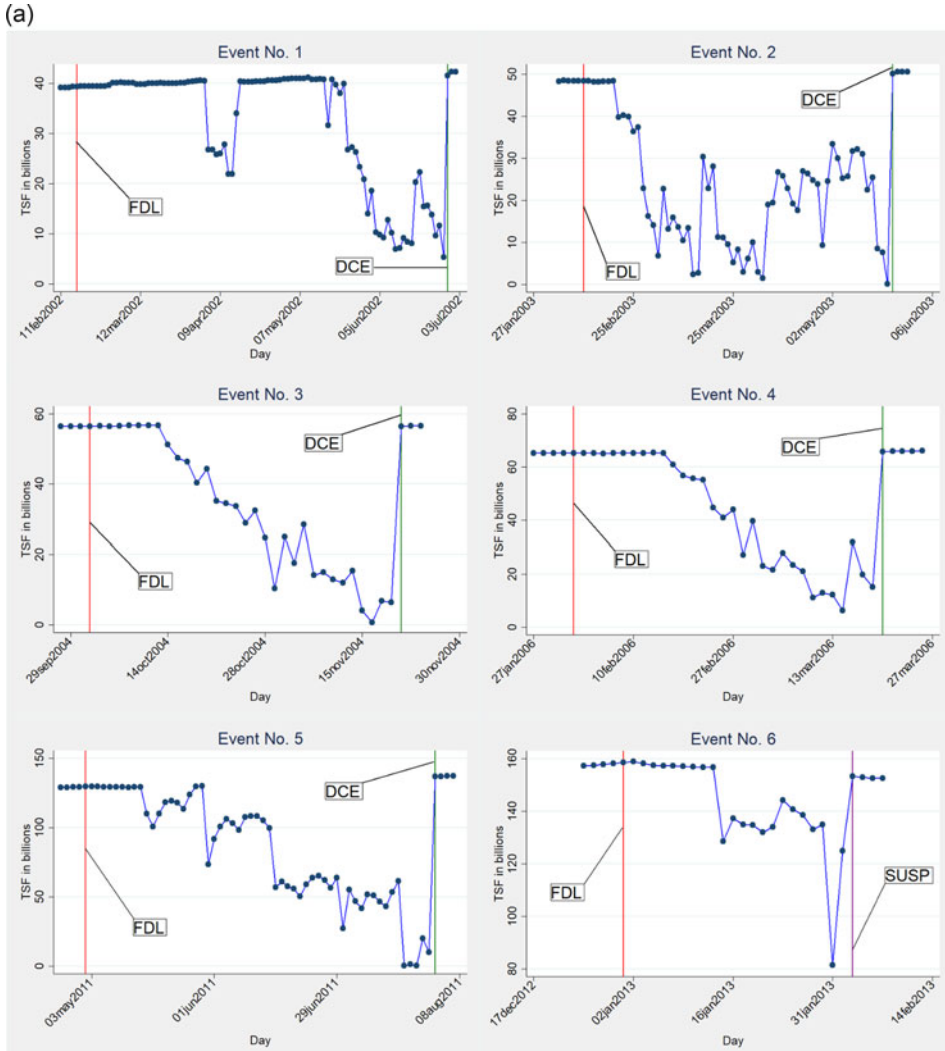 (a)
Event No. 1
TSF in billions
0 10 20 30 40
FDL
DCE
11feb2002 12mar2002 09apr2002 07may2002 05jun2002 03jul2002
Day
Event No. 2
TSF in billions
0 10 20 30 40 50
DCE
FDL
27jan2003 25feb2003 25mar2003 02may2003 06jun2003
Day
Event No. 3
TSF in billions
0 20 40 60
DCE
FDL
29sep2004 14oct2004 28oct2004 15nov2004 30nov2004
Day
Event No. 4
TSF in billions
0 20 40 60 80
DCE
FDL
27jan2006 10feb2006 27feb2006 13mar2006 27mar2006
Day
Event No. 5
TSF in billions
0 50 100 150
DCE
FDL
03may2011 01jun2011 29jun2011 08aug2011
Day
Event No. 6
TSF in billions
80 100 120 140 160
FDL
SUSP
17dec2012 02jan2013 16jan2013 31jan2013 14feb2013
Day